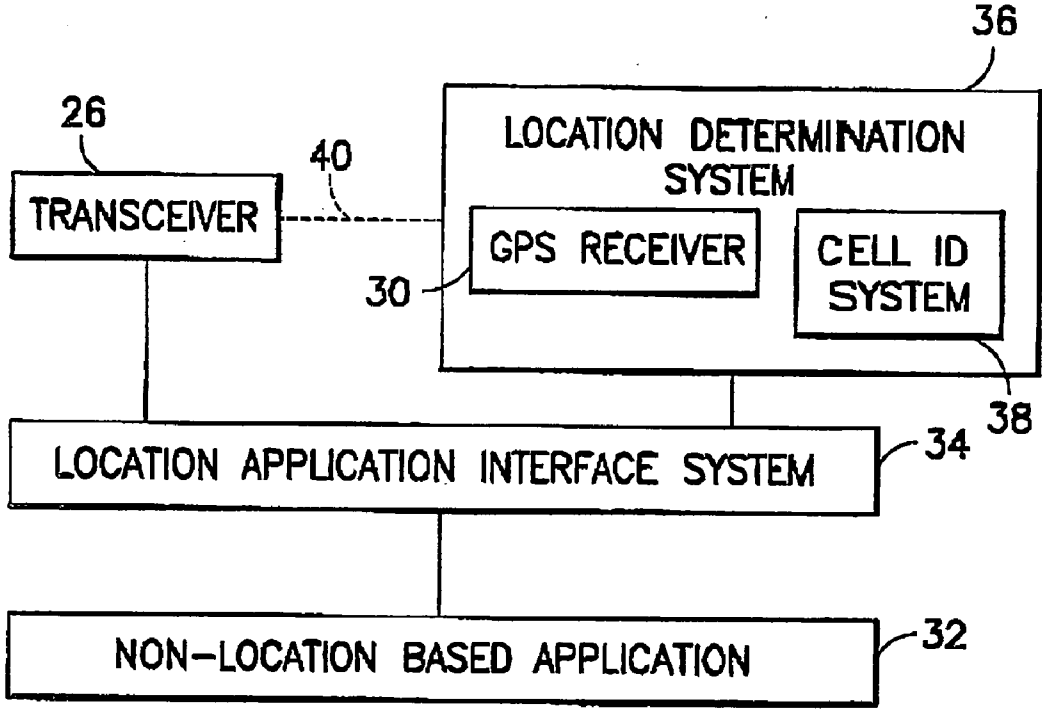 36
26
LOCATION DETERMINATION
SYSTEM
40
TRANSCEIVER
GPS RECEIVER
CELL ID
SYSTEM
30
38
LOCATION APPLICATION INTERFACE SYSTEM
34
NON-LOCATION BASED APPLICATION
32